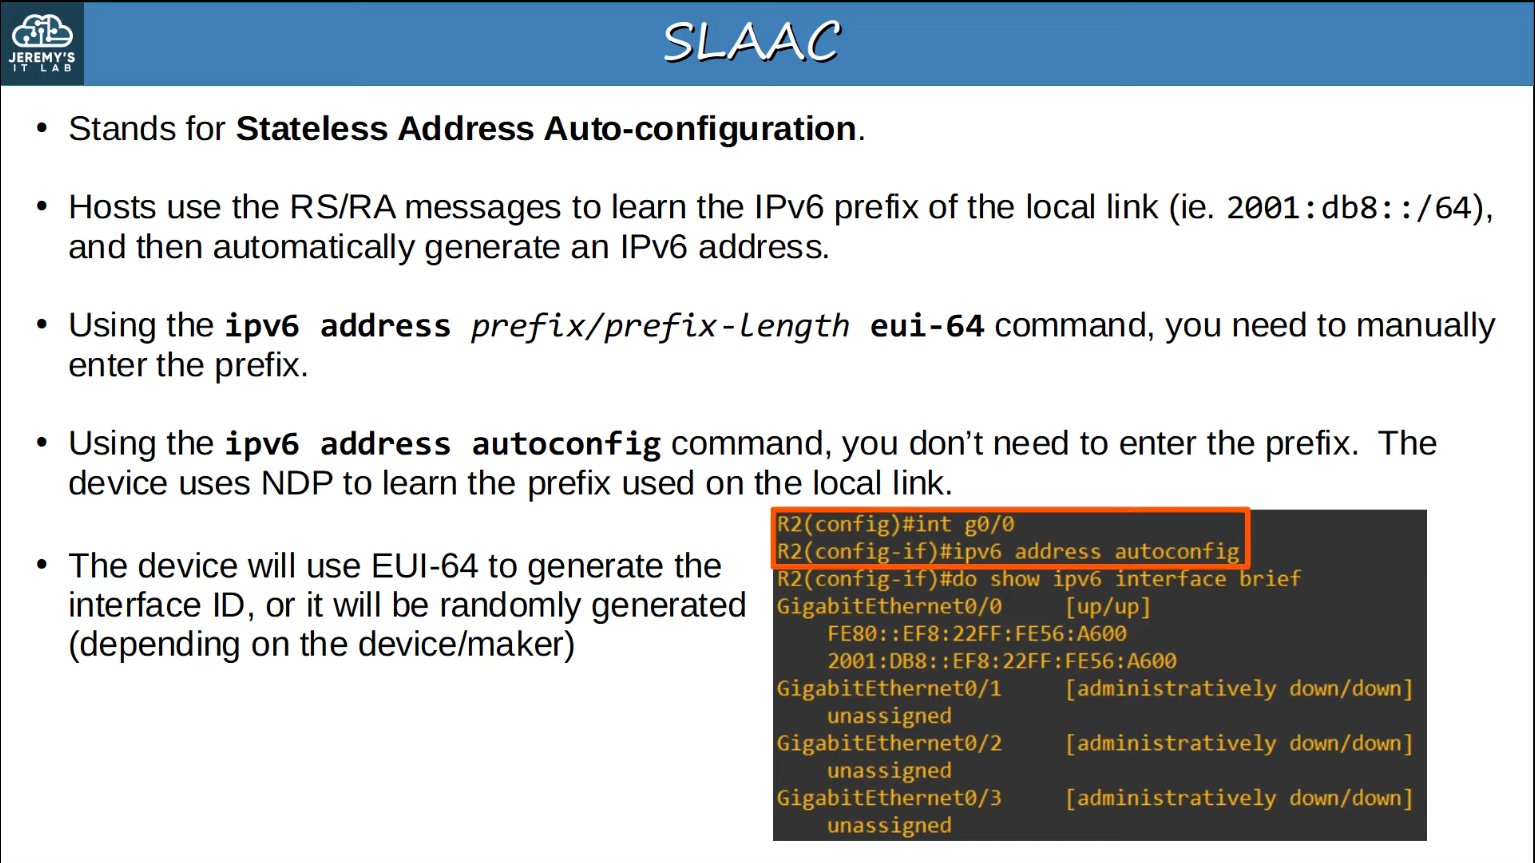 JEREMY'S
IT LAB
SLAAC
• Stands for Stateless Address Auto-configuration.
• Hosts use the RS/RA messages to learn the IPv6 prefix of the local link (ie. 2001:db8::/64),
and then automatically generate an IPv6 address.
• Using the ipv6 address prefix/prefix-length eui-64 command, you need to manually
enter the prefix.
• Using the ipv6 address autoconfig command, you don't need to enter the prefix.  The
device uses NDP to learn the prefix used on the local link.
• The device will use EUI-64 to generate the
interface ID, or it will be randomly generated
(depending on the device/maker)
R2(config)#int g0/0
R2(config-if)#ipv6 address autoconfig
R2(config-if)#do show ipv6 interface brief
GigabitEthernet0/0     [up/up]
    FE80::EF8:22FF:FE56:A600
    2001:DB8::EF8:22FF:FE56:A600
GigabitEthernet0/1     [administratively down/down]
    unassigned
GigabitEthernet0/2     [administratively down/down]
    unassigned
GigabitEthernet0/3     [administratively down/down]
    unassigned